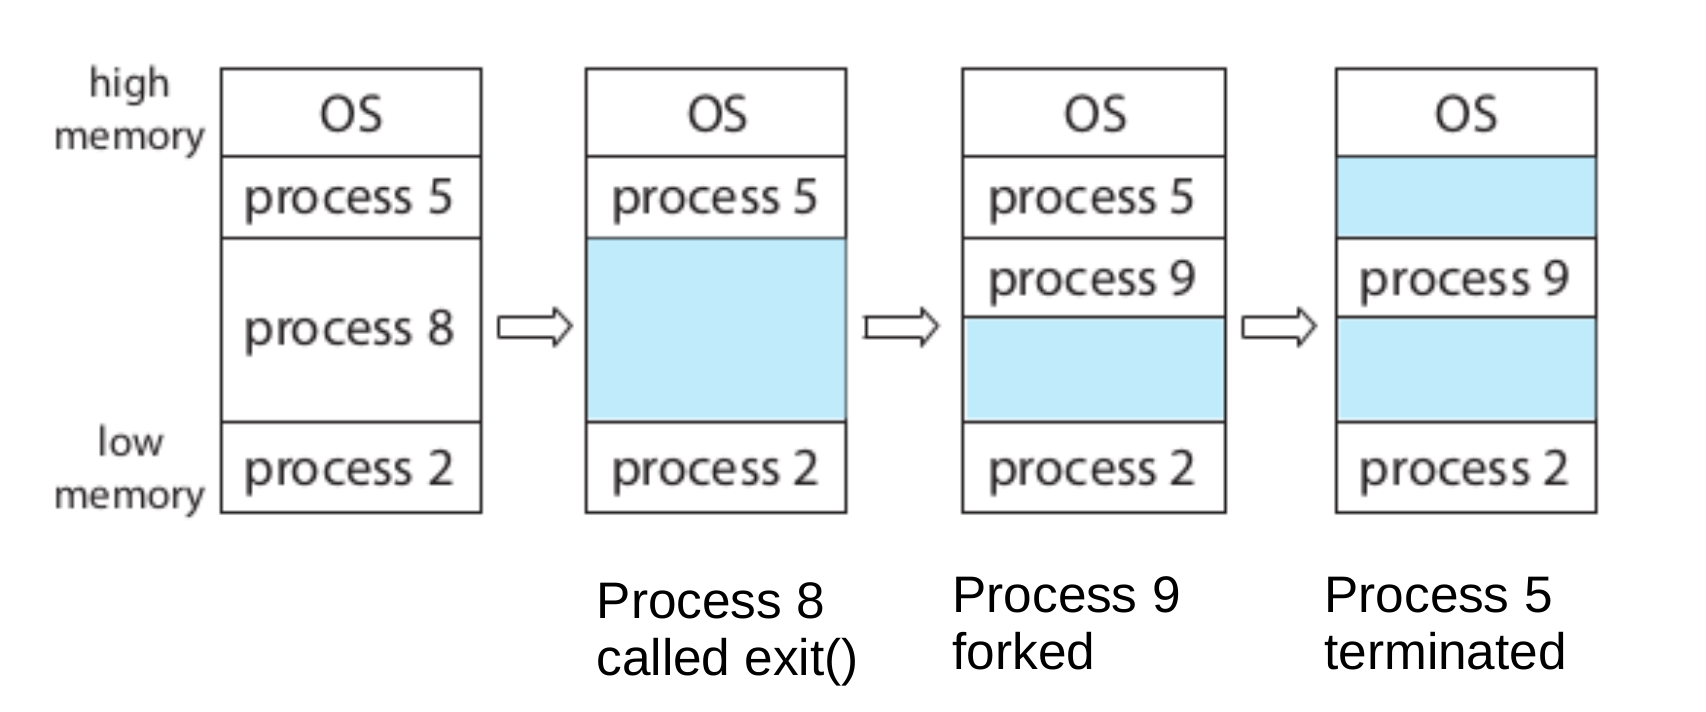 high
memory
OS
process 5
process 8
low
memory
process 2
OS
process 5
process 2
Process 8
called exit()
OS
process 5
process 9
process 2
Process 9
forked
OS
process 9
process 2
Process 5
terminated